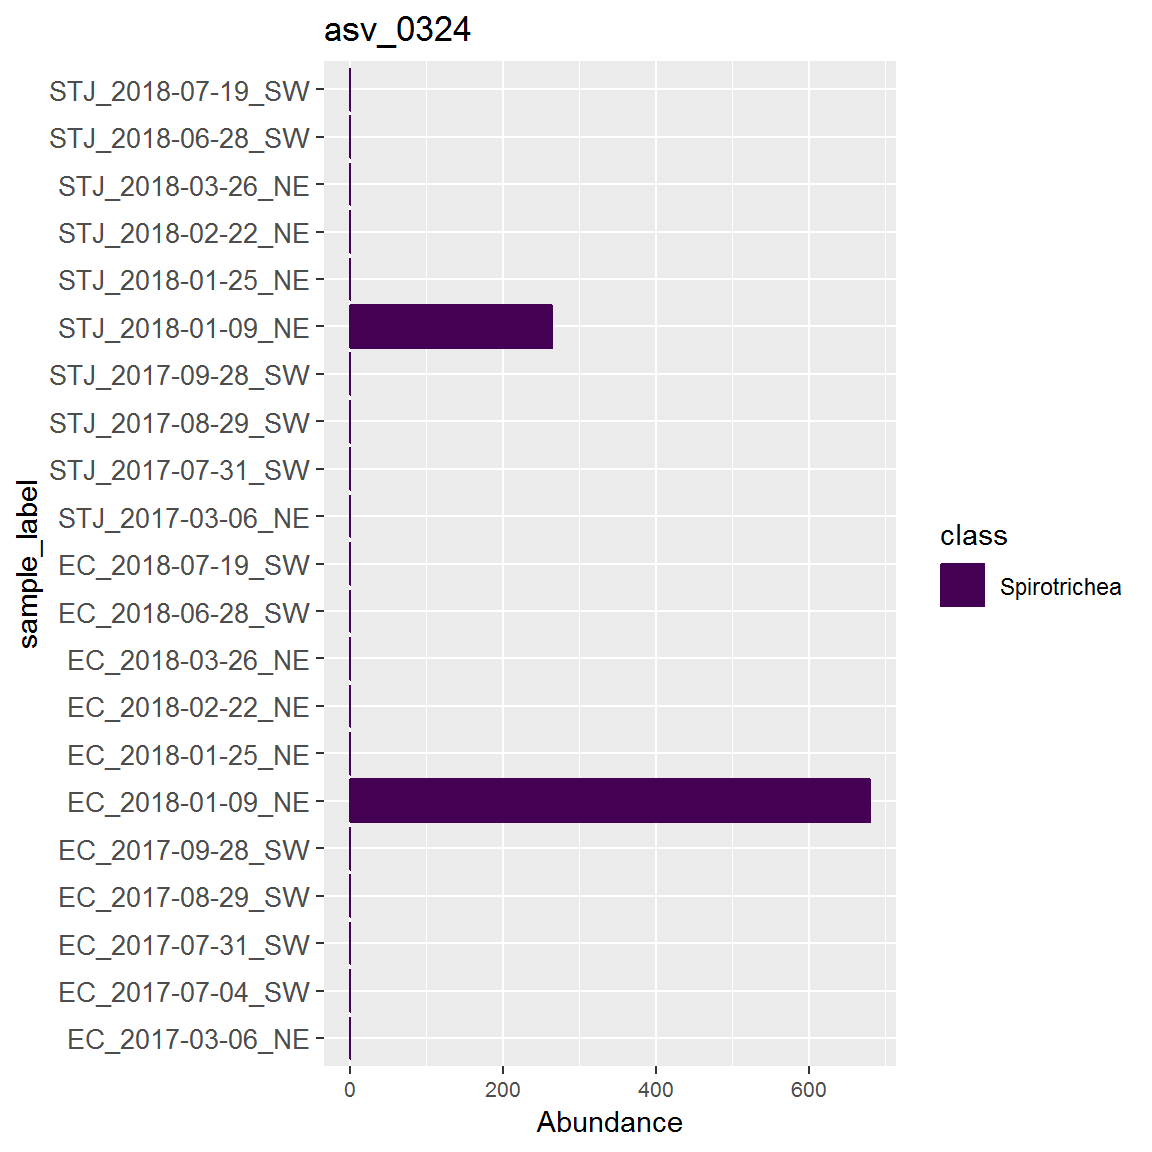 asv_0324
STJ_2018-07-19_SW
STJ_2018-06-28_SW
STJ_2018-03-26_NE
STJ_2018-02-22_NE
STJ_2018-01-25_NE
STJ_2018-01-09_NE
STJ_2017-09-28_SW
STJ_2017-08-29_SW
STJ_2017-07-31_SW
STJ_2017-03-06_NE
EC_2018-07-19_SW
EC_2018-06-28_SW
EC_2018-03-26_NE
EC_2018-02-22_NE
EC_2018-01-25_NE
EC_2018-01-09_NE
EC_2017-09-28_SW
EC_2017-08-29_SW
EC_2017-07-31_SW
EC_2017-07-04_SW
EC_2017-03-06_NE
sample_label
0 200 400 600
Abundance
class
Spirotrichea